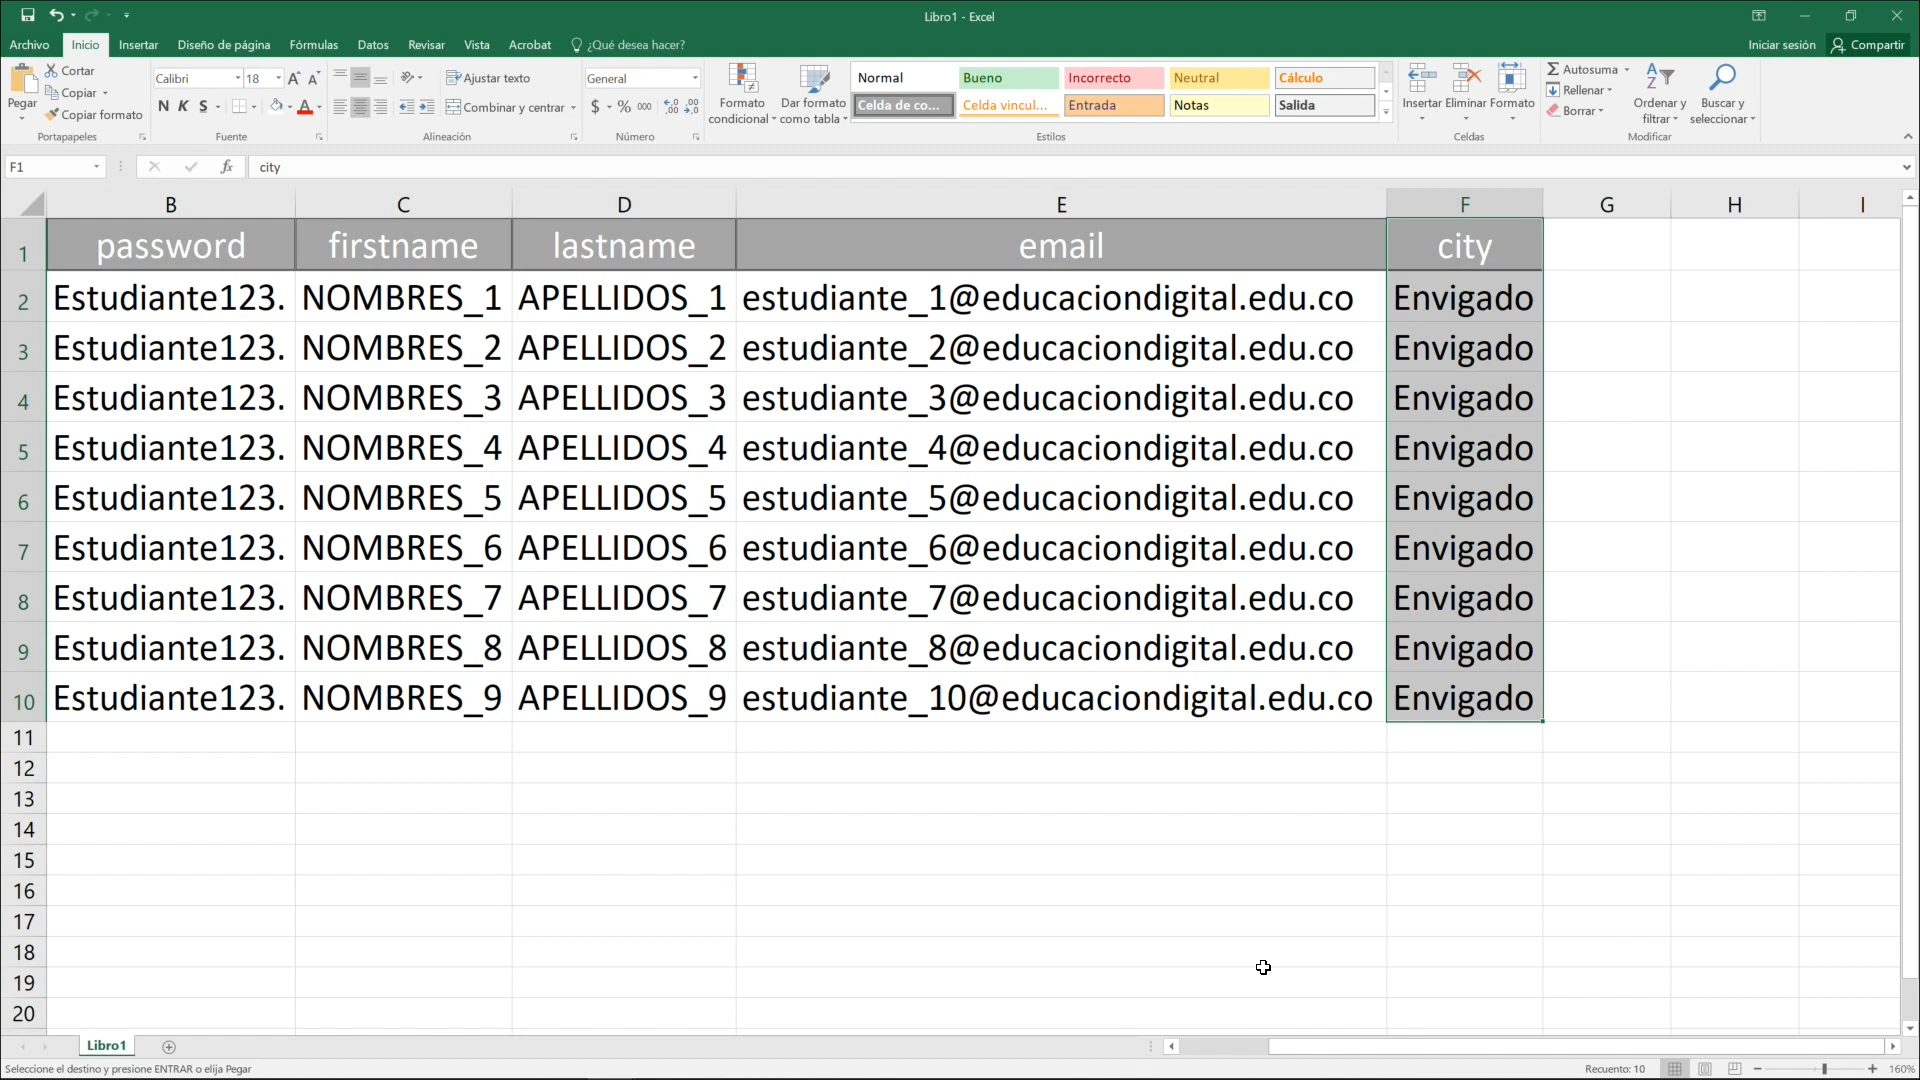 Libro1 - Excel
Archivo Inicio Insertar Diseño de página Fórmulas Datos Revisar Vista Acrobat ¿Qué desea hacer? Iniciar sesión Compartir
Pegar
Cortar
Copiar
Copiar formato
Portapapeles
Calibri 18
N K S
Fuente
Ajustar texto
Combinar y centrar
Alineación
General
$ % 000
Número
Formato condicional
Dar formato como tabla
Normal Bueno Incorrecto Neutral Cálculo
Celda de co... Celda vincul... Entrada Notas Salida
Estilos
Insertar Eliminar Formato
Celdas
Autosuma
Rellenar
Borrar
Ordenar y filtrar
Buscar y seleccionar
Modificar
F1 fx city
B C D E F G H I
1 password firstname lastname email city
2 Estudiante123. NOMBRES_1 APELLIDOS_1 estudiante_1@educaciondigital.edu.co Envigado
3 Estudiante123. NOMBRES_2 APELLIDOS_2 estudiante_2@educaciondigital.edu.co Envigado
4 Estudiante123. NOMBRES_3 APELLIDOS_3 estudiante_3@educaciondigital.edu.co Envigado
5 Estudiante123. NOMBRES_4 APELLIDOS_4 estudiante_4@educaciondigital.edu.co Envigado
6 Estudiante123. NOMBRES_5 APELLIDOS_5 estudiante_5@educaciondigital.edu.co Envigado
7 Estudiante123. NOMBRES_6 APELLIDOS_6 estudiante_6@educaciondigital.edu.co Envigado
8 Estudiante123. NOMBRES_7 APELLIDOS_7 estudiante_7@educaciondigital.edu.co Envigado
9 Estudiante123. NOMBRES_8 APELLIDOS_8 estudiante_8@educaciondigital.edu.co Envigado
10 Estudiante123. NOMBRES_9 APELLIDOS_9 estudiante_10@educaciondigital.edu.co Envigado
11
12
13
14
15
16
17
18
19
20
Libro1
Seleccione el destino y presione ENTRAR o elija Pegar Recuento: 10 160%